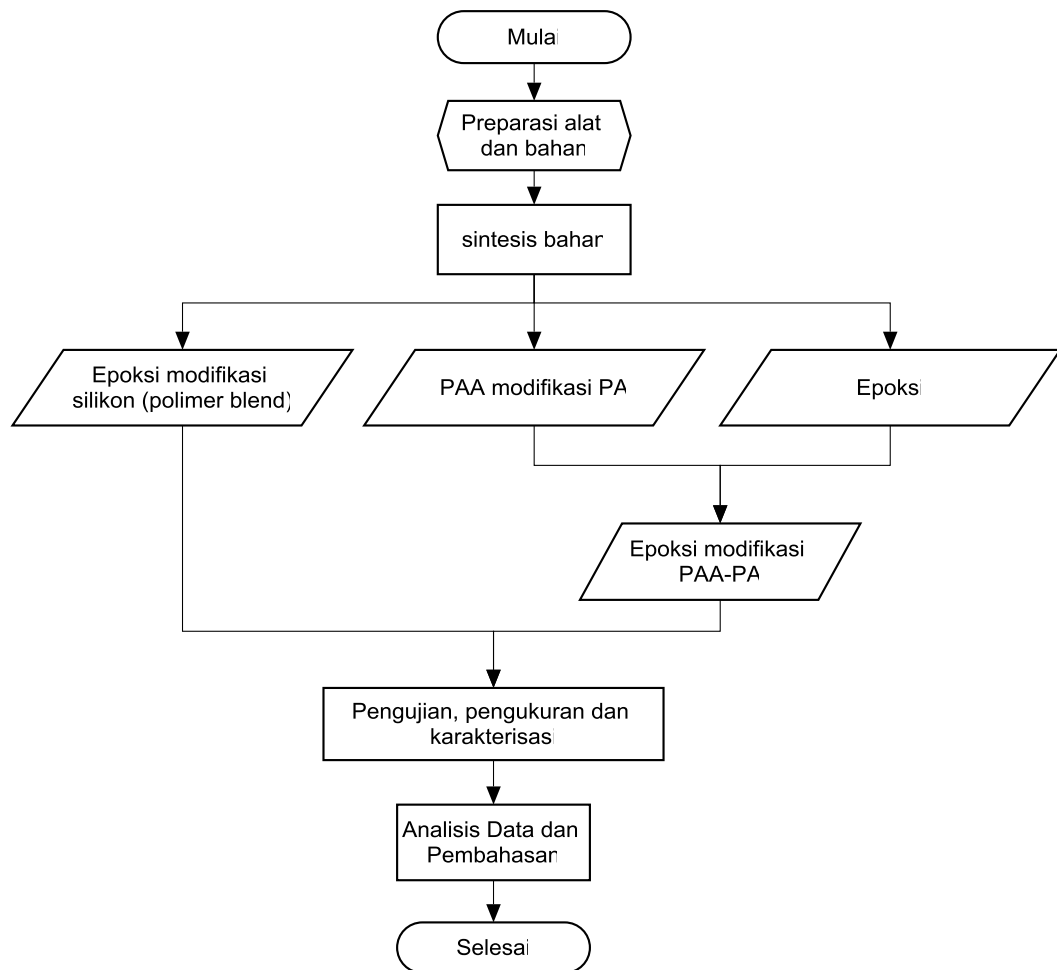 Mulai
Preparasi alat
dan bahan
sintesis bahan
Epoksi modifikasi
silikon (polimer blend)
PAA modifikasi PA
Epoksi
Epoksi modifikasi
PAA-PA
Pengujian, pengukuran dan
karakterisasi
Analisis Data dan
Pembahasan
Selesai